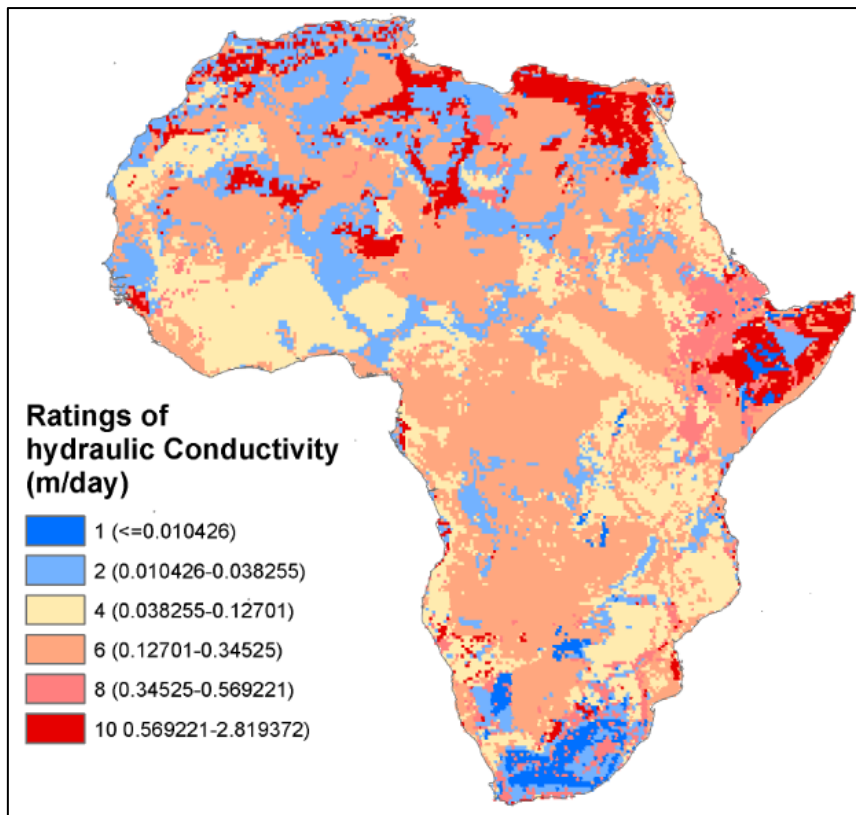 Ratings of
hydraulic Conductivity
(m/day)
1 (<=0.010426)
2 (0.010426-0.038255)
4 (0.038255-0.12701)
6 (0.12701-0.34525)
8 (0.34525-0.569221)
10 0.569221-2.819372)